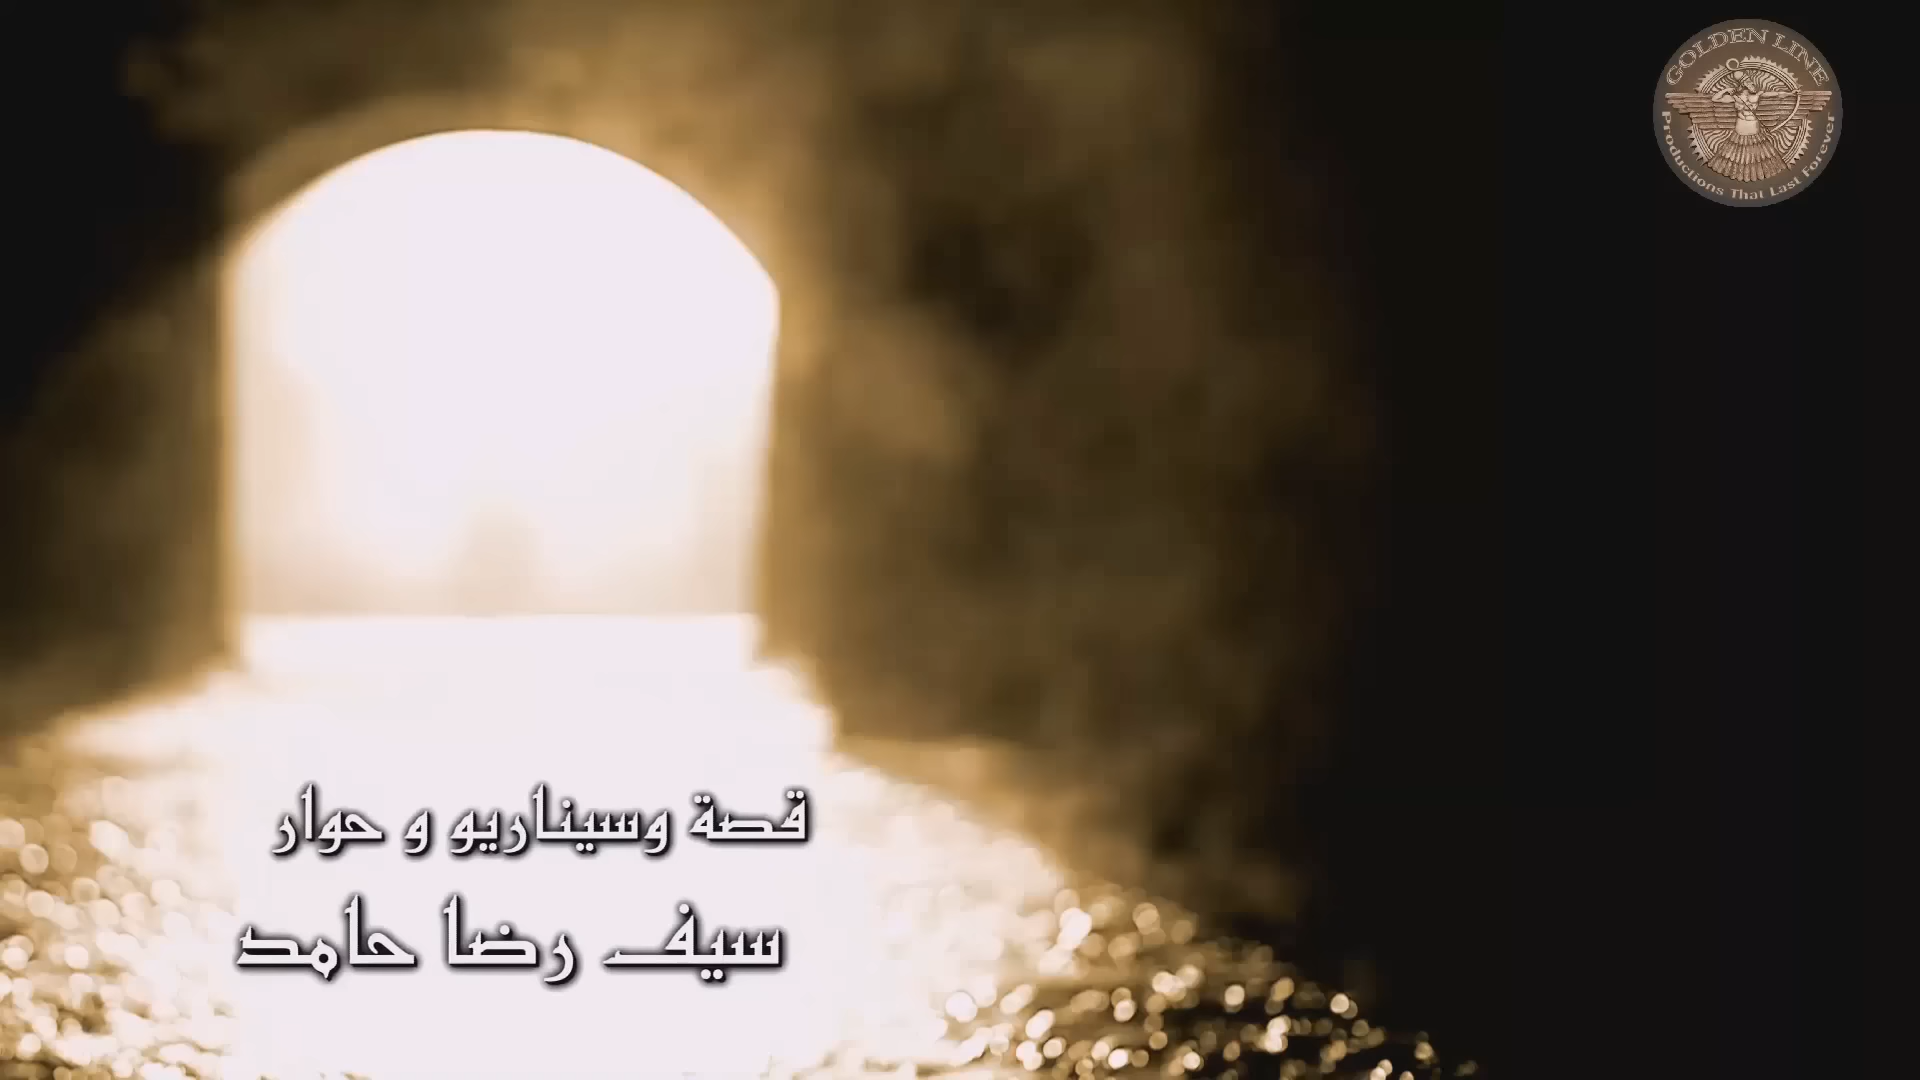 GOLDEN LINE
Productions That Last Forever
قصة وسيناريو و حوار
سيف رضا حامد